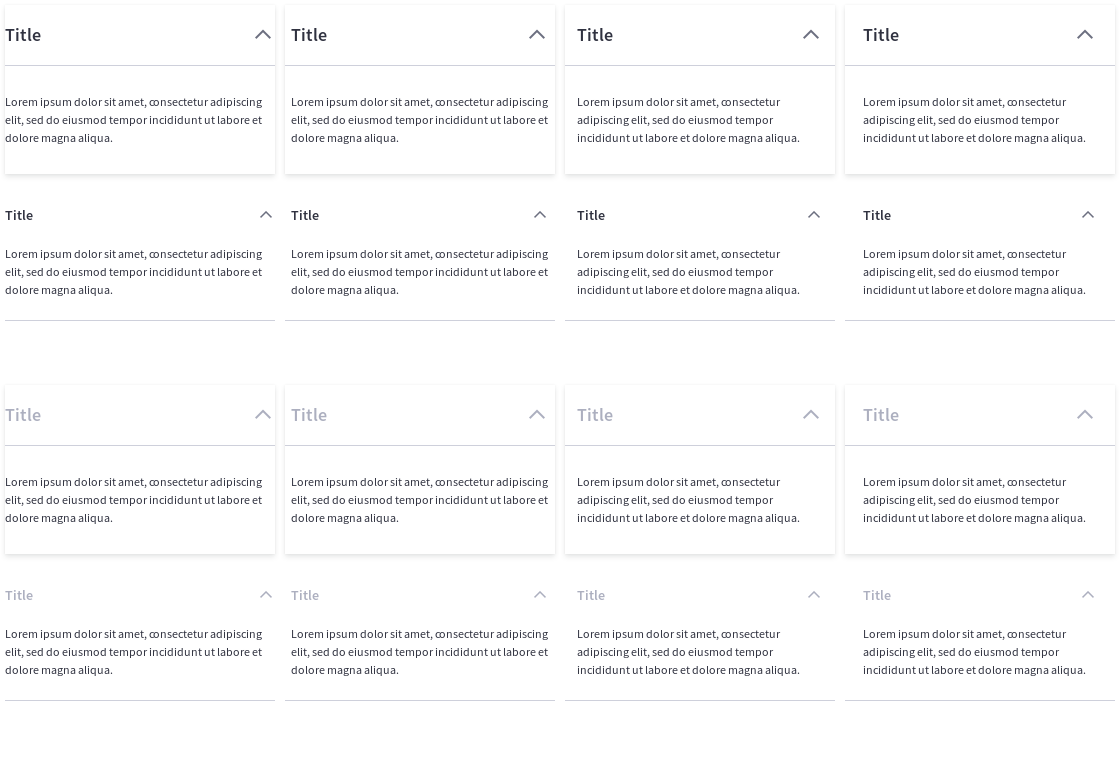 Title
Title
Title
Title
Lorem ipsum dolor sit amet, consectetur adipiscing
elit, sed do eiusmod tempor incididunt ut labore et
dolore magna aliqua.
Lorem ipsum dolor sit amet, consectetur adipiscing
elit, sed do eiusmod tempor incididunt ut labore et
dolore magna aliqua.
Lorem ipsum dolor sit amet, consectetur
adipiscing elit, sed do eiusmod tempor
incididunt ut labore et dolore magna aliqua.
Lorem ipsum dolor sit amet, consectetur
adipiscing elit, sed do eiusmod tempor
incididunt ut labore et dolore magna aliqua.
Title
Title
Title
Title
Lorem ipsum dolor sit amet, consectetur adipiscing
elit, sed do eiusmod tempor incididunt ut labore et
dolore magna aliqua.
Lorem ipsum dolor sit amet, consectetur adipiscing
elit, sed do eiusmod tempor incididunt ut labore et
dolore magna aliqua.
Lorem ipsum dolor sit amet, consectetur
adipiscing elit, sed do eiusmod tempor
incididunt ut labore et dolore magna aliqua.
Lorem ipsum dolor sit amet, consectetur
adipiscing elit, sed do eiusmod tempor
incididunt ut labore et dolore magna aliqua.
Title
Title
Title
Title
Lorem ipsum dolor sit amet, consectetur adipiscing
elit, sed do eiusmod tempor incididunt ut labore et
dolore magna aliqua.
Lorem ipsum dolor sit amet, consectetur adipiscing
elit, sed do eiusmod tempor incididunt ut labore et
dolore magna aliqua.
Lorem ipsum dolor sit amet, consectetur
adipiscing elit, sed do eiusmod tempor
incididunt ut labore et dolore magna aliqua.
Lorem ipsum dolor sit amet, consectetur
adipiscing elit, sed do eiusmod tempor
incididunt ut labore et dolore magna aliqua.
Title
Title
Title
Title
Lorem ipsum dolor sit amet, consectetur adipiscing
elit, sed do eiusmod tempor incididunt ut labore et
dolore magna aliqua.
Lorem ipsum dolor sit amet, consectetur adipiscing
elit, sed do eiusmod tempor incididunt ut labore et
dolore magna aliqua.
Lorem ipsum dolor sit amet, consectetur
adipiscing elit, sed do eiusmod tempor
incididunt ut labore et dolore magna aliqua.
Lorem ipsum dolor sit amet, consectetur
adipiscing elit, sed do eiusmod tempor
incididunt ut labore et dolore magna aliqua.